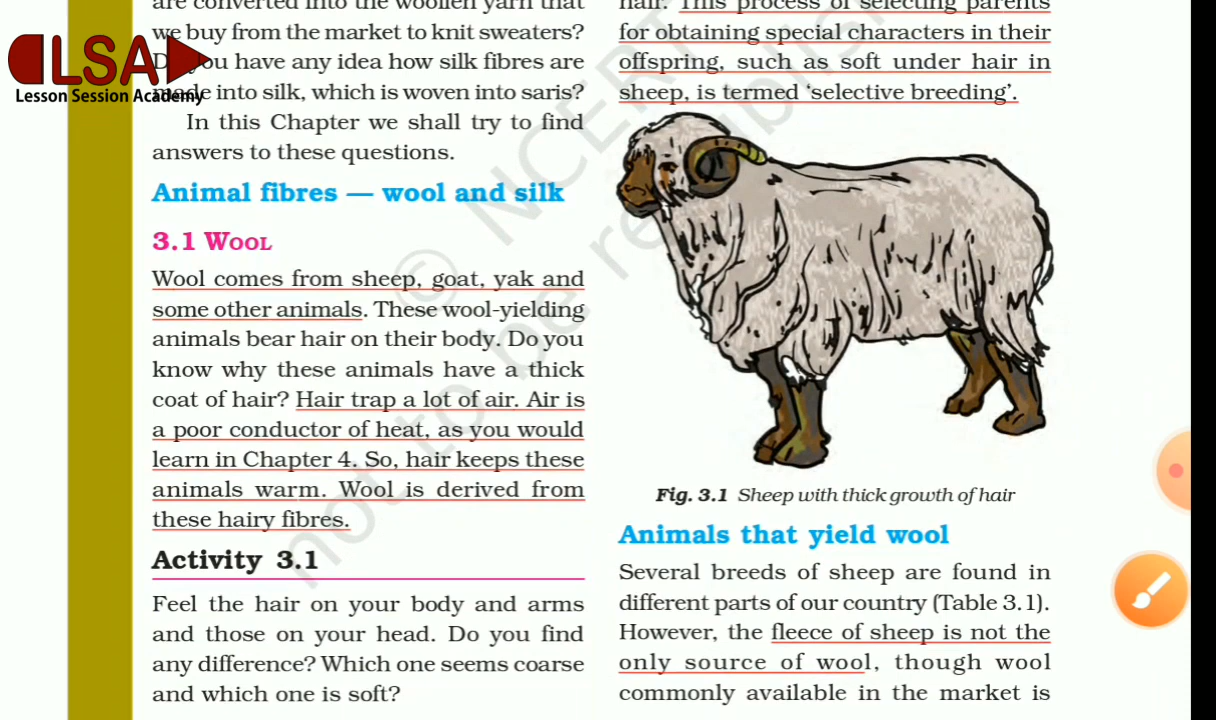 are converted into the woollen yarn that
we buy from the market to knit sweaters?
you have any idea how silk fibres are
made into silk, which is woven into saris?
In this Chapter we shall try to find
answers to these questions.
Animal fibres — wool and silk
3.1 WOOL
Wool comes from sheep, goat, yak and
some other animals. These wool-yielding
animals bear hair on their body. Do you
know why these animals have a thick
coat of hair? Hair trap a lot of air. Air is
a poor conductor of heat, as you would
learn in Chapter 4. So, hair keeps these
animals warm. Wool is derived from
these hairy fibres.
Activity 3.1
Feel the hair on your body and arms
and those on your head. Do you find
any difference? Which one seems coarse
and which one is soft?
hair. This process of selecting parents
for obtaining special characters in their
offspring, such as soft under hair in
sheep, is termed ‘selective breeding’.
Fig. 3.1 Sheep with thick growth of hair
Animals that yield wool
Several breeds of sheep are found in
different parts of our country (Table 3.1).
However, the fleece of sheep is not the
only source of wool, though wool
commonly available in the market is
LSA
Lesson Session Academy
© NCERT
not to be republish